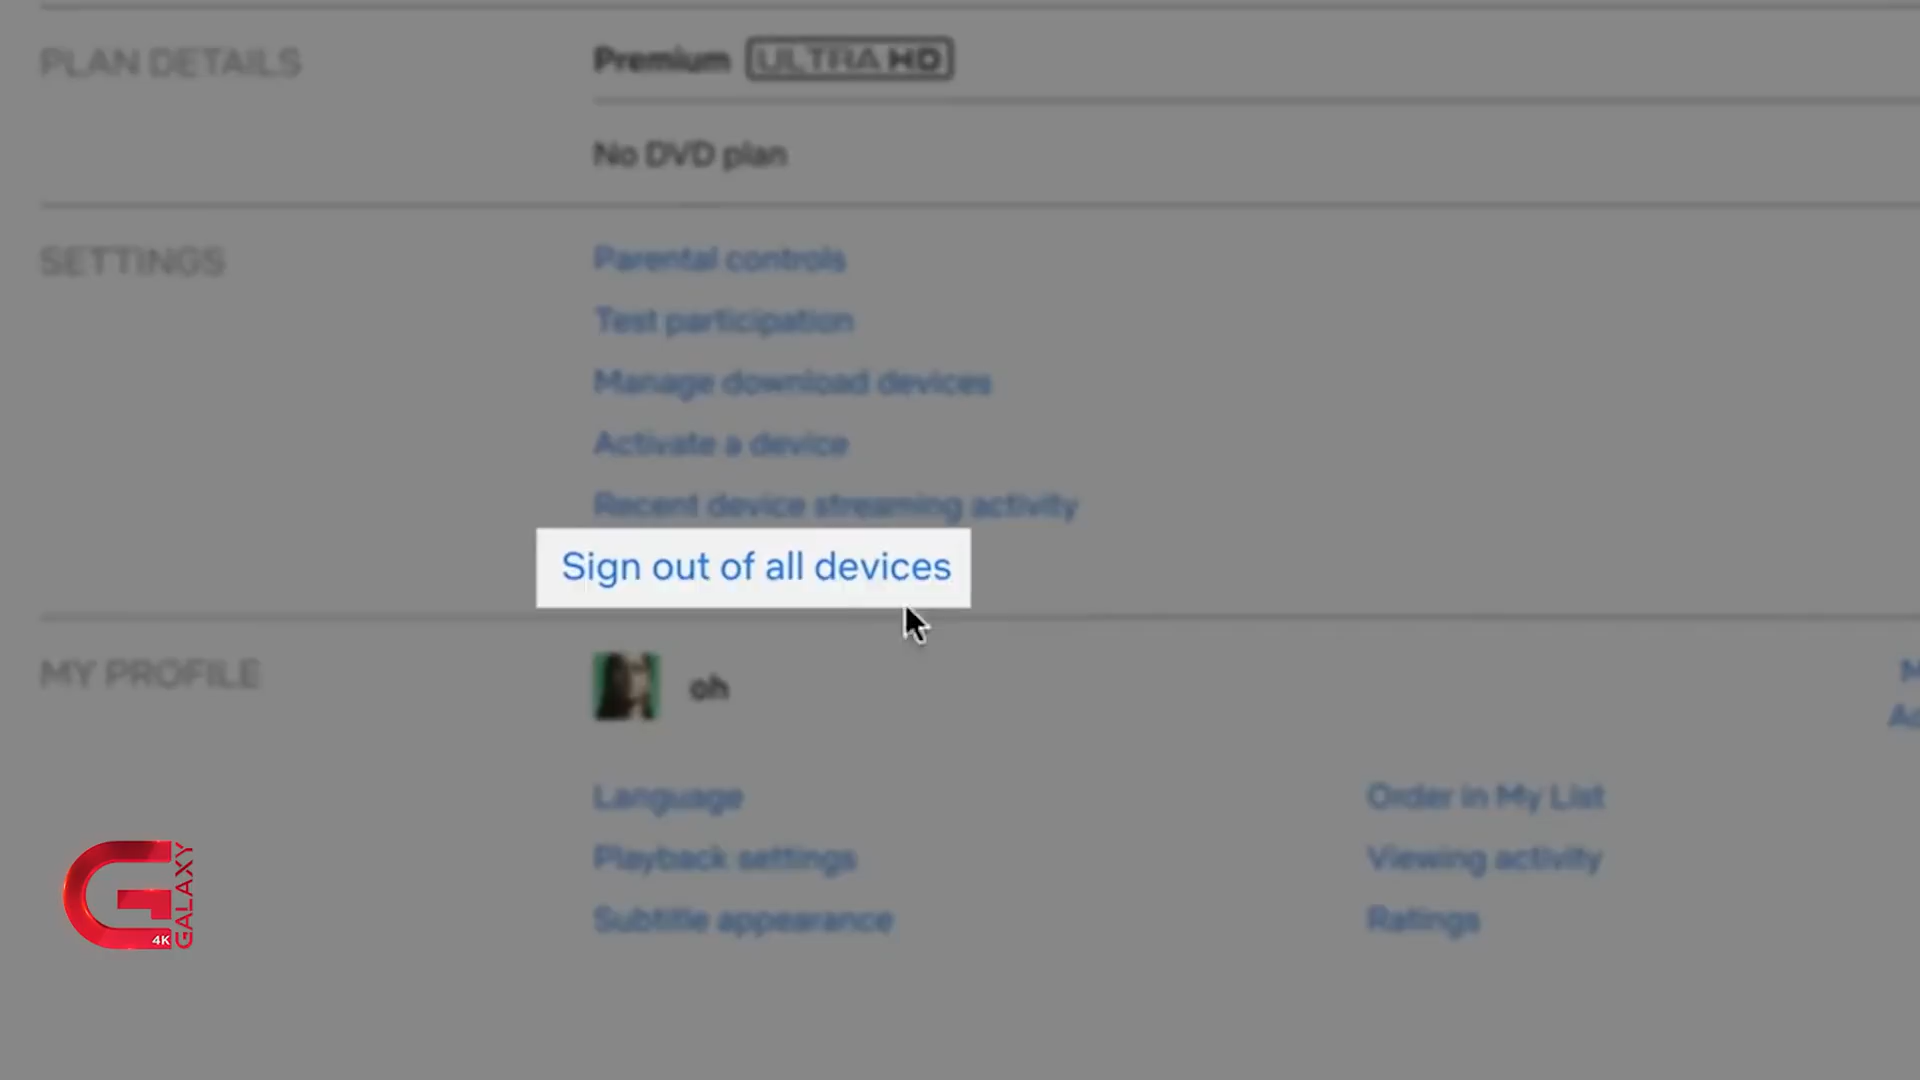 PLAN DETAILS
Premium ULTRA HD
No DVD plan
SETTINGS
Parental controls
Test participation
Manage download devices
Activate a device
Recent device streaming activity
Sign out of all devices
MY PROFILE
oh
Language
Order in My List
Playback settings
Viewing activity
Subtitle appearance
Ratings
G 4K GALAXY